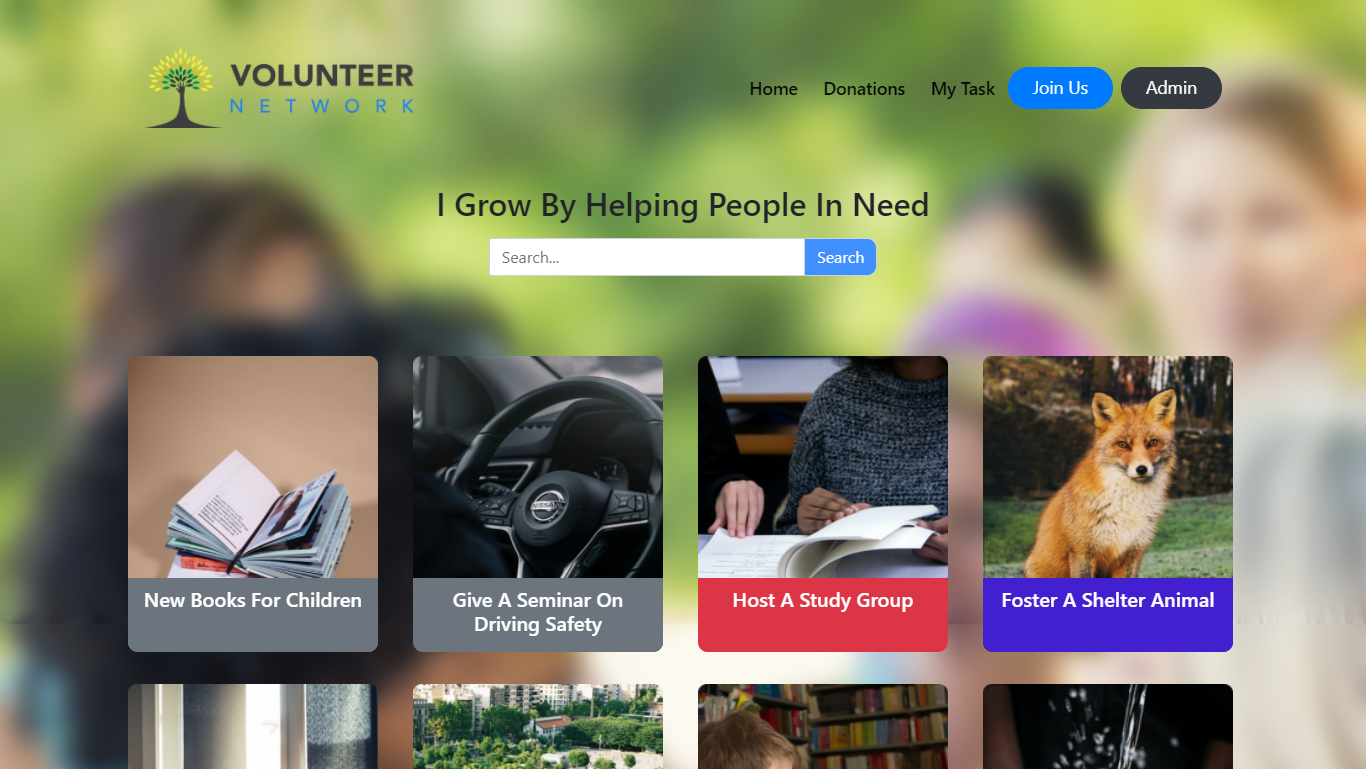 VOLUNTEER
NETWORK
Home
Donations
My Task
Join Us
Admin
I Grow By Helping People In Need
Search...
Search
NISSAN
New Books For Children
Give A Seminar On
Driving Safety
Host A Study Group
Foster A Shelter Animal